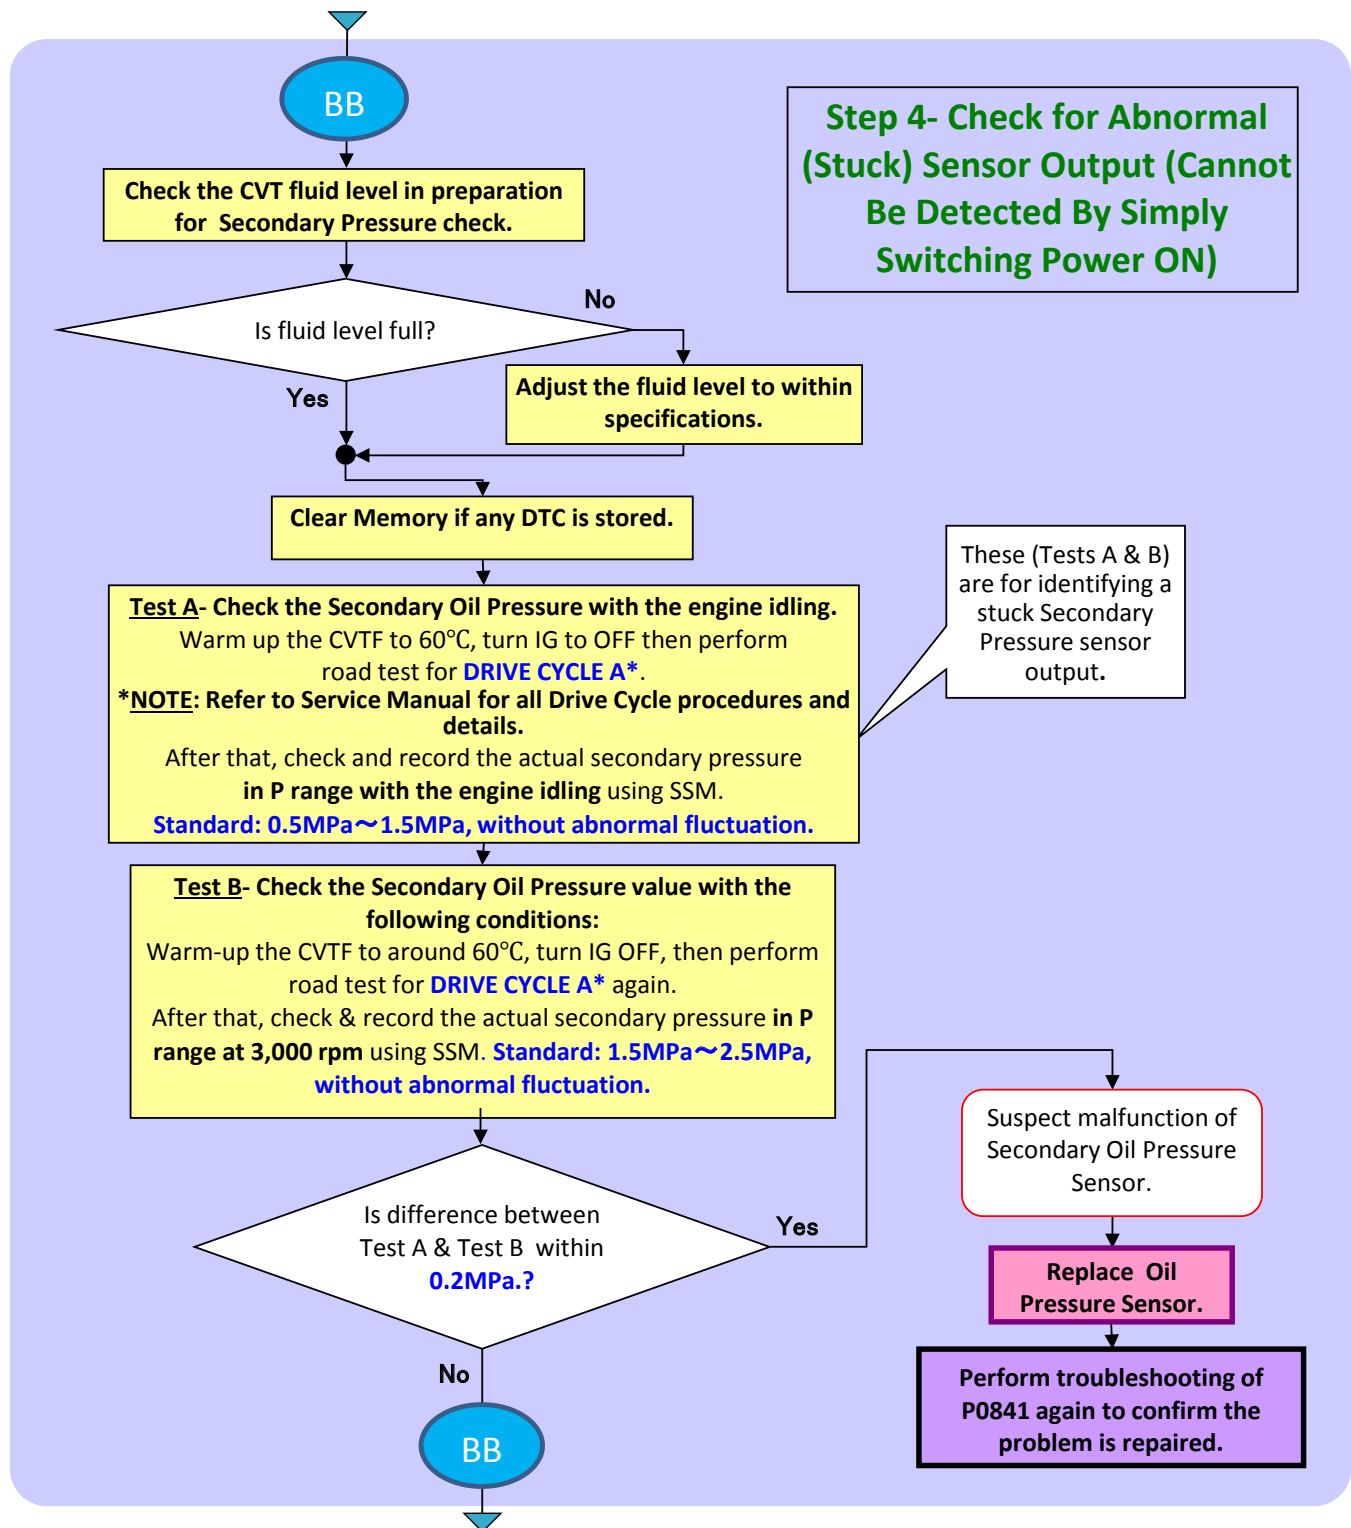 BB
Step 4- Check for Abnormal
(Stuck) Sensor Output (Cannot
Be Detected By Simply
Switching Power ON)
Check the CVT fluid level in preparation
for Secondary Pressure check.
Is fluid level full?
No
Yes
Adjust the fluid level to within
specifications.
Clear Memory if any DTC is stored.
These (Tests A & B)
are for identifying a
stuck Secondary
Pressure sensor
output.
Test A- Check the Secondary Oil Pressure with the engine idling.
Warm up the CVTF to 60℃, turn IG to OFF then perform
road test for DRIVE CYCLE A*.
*NOTE: Refer to Service Manual for all Drive Cycle procedures and
details.
After that, check and record the actual secondary pressure
in P range with the engine idling using SSM.
Standard: 0.5MPa～1.5MPa, without abnormal fluctuation.
Test B- Check the Secondary Oil Pressure value with the
following conditions:
Warm-up the CVTF to around 60℃, turn IG OFF, then perform
road test for DRIVE CYCLE A* again.
After that, check & record the actual secondary pressure in P
range at 3,000 rpm using SSM. Standard: 1.5MPa～2.5MPa,
without abnormal fluctuation.
Is difference between
Test A & Test B within
0.2MPa.?
Yes
No
Suspect malfunction of
Secondary Oil Pressure
Sensor.
Replace Oil
Pressure Sensor.
Perform troubleshooting of
P0841 again to confirm the
problem is repaired.
BB